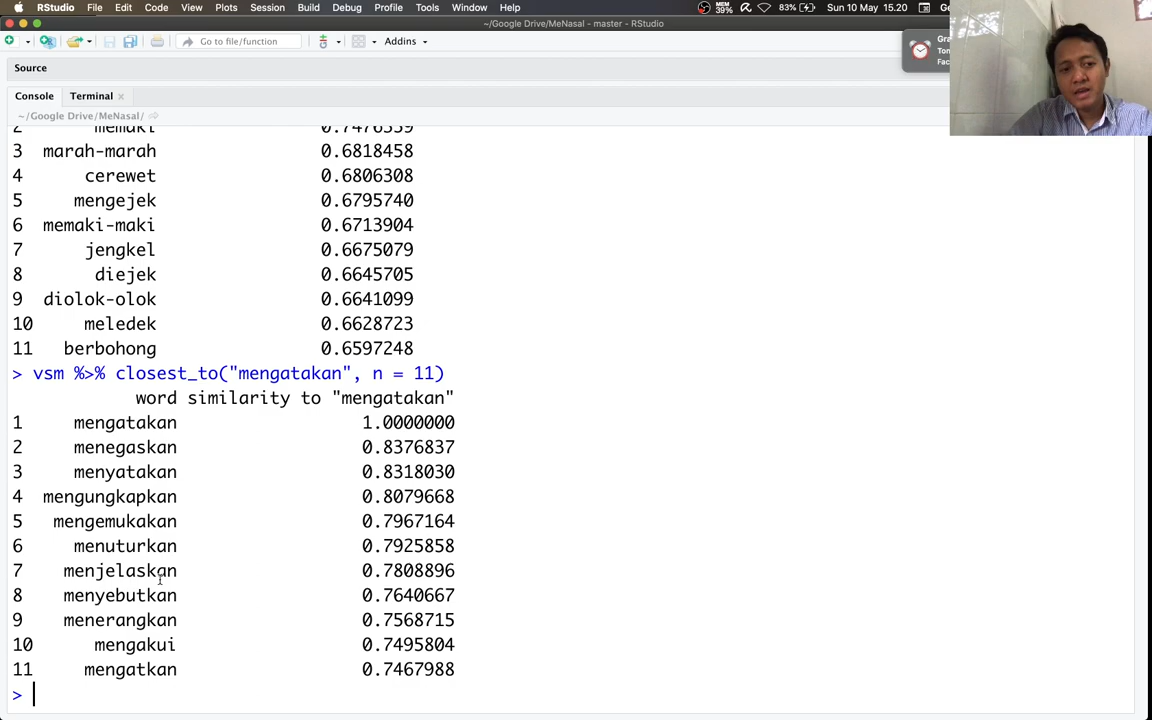 RStudio File Edit Code View Plots Session Build Debug Profile Tools Window Help MEM 39% 83% Sun 10 May 15.20
~/Google Drive/MeNasal - master - RStudio
Go to file/function Addins
Source
Console Terminal
~/Google Drive/MeNasal/
2 memaki 0.7476339
3 marah-marah 0.6818458
4 cerewet 0.6806308
5 mengejek 0.6795740
6 memaki-maki 0.6713904
7 jengkel 0.6675079
8 diejek 0.6645705
9 diolok-olok 0.6641099
10 meledek 0.6628723
11 berbohong 0.6597248
> vsm %>% closest_to("mengatakan", n = 11)
word similarity to "mengatakan"
1 mengatakan 1.0000000
2 menegaskan 0.8376837
3 menyatakan 0.8318030
4 mengungkapkan 0.8079668
5 mengemukakan 0.7967164
6 menuturkan 0.7925858
7 menjelaskan 0.7808896
8 menyebutkan 0.7640667
9 menerangkan 0.7568715
10 mengakui 0.7495804
11 mengatkan 0.7467988
>